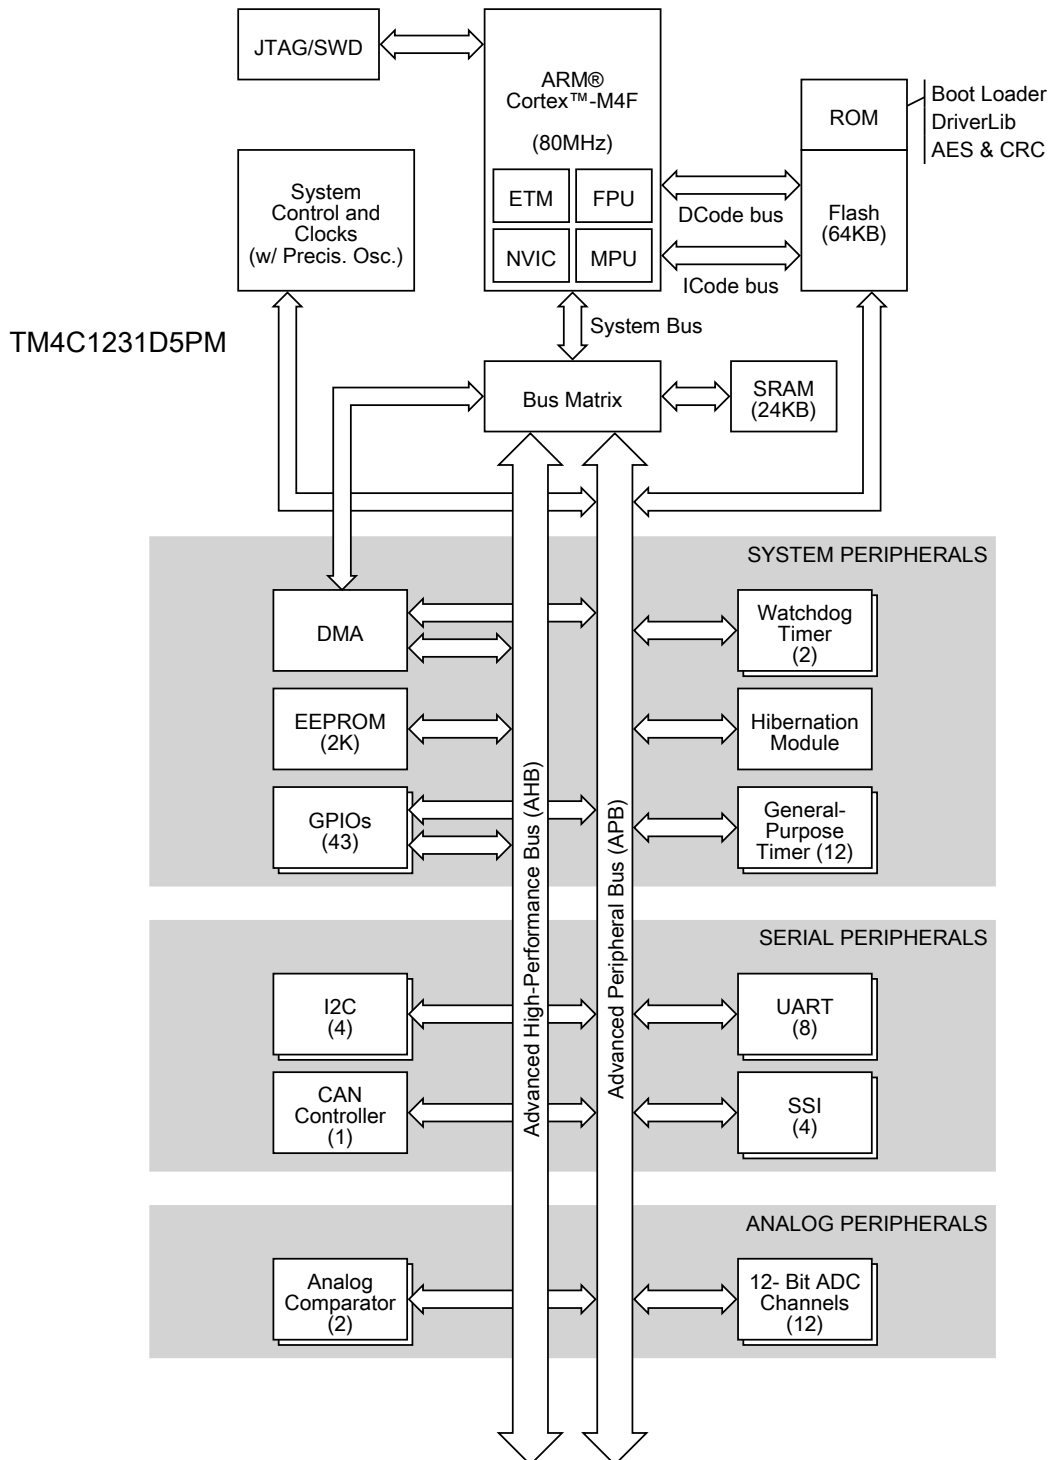 JTAG/SWD
ARM®
Cortex™-M4F
(80MHz)
ETM
FPU
NVIC
MPU
ROM
Boot Loader
DriverLib
AES & CRC
System
Control and
Clocks
(w/ Precis. Osc.)
DCode bus
Flash
(64KB)
ICode bus
TM4C1231D5PM
System Bus
Bus Matrix
SRAM
(24KB)
SYSTEM PERIPHERALS
DMA
Watchdog
Timer
(2)
EEPROM
(2K)
Hibernation
Module
GPIOs
(43)
General-
Purpose
Timer (12)
Advanced High-Performance Bus (AHB)
Advanced Peripheral Bus (APB)
SERIAL PERIPHERALS
I2C
(4)
UART
(8)
CAN
Controller
(1)
SSI
(4)
ANALOG PERIPHERALS
Analog
Comparator
(2)
12- Bit ADC
Channels
(12)